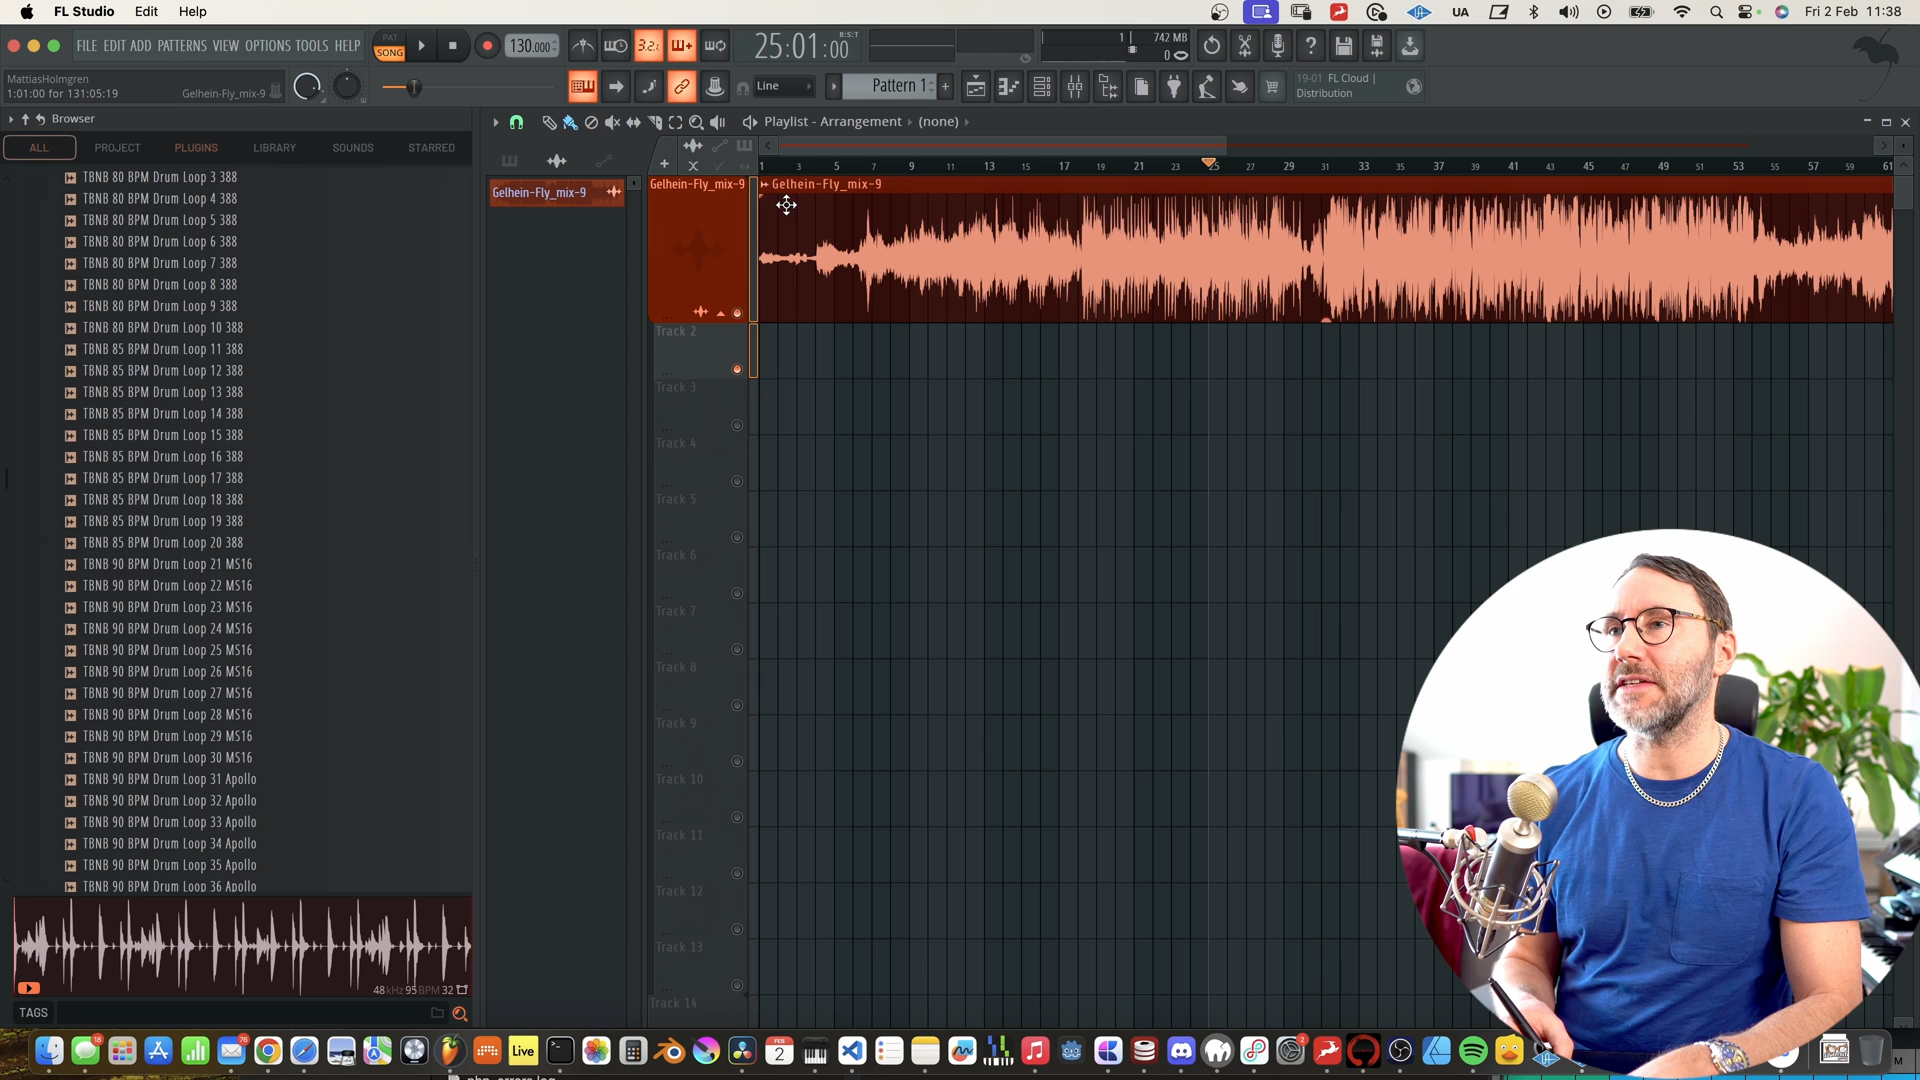 FL Studio Edit Help
UA
Fri 2 Feb 11:38
FILE EDIT ADD PATTERNS VIEW OPTIONS TOOLS HELP
PAT
SONG
130.000
3.2.
25:01:00
B:S:T
1
742 MB
0
MattiasHolmgren
1:01:00 for 131:05:19
Gelhein-Fly_mix-9
Line
Pattern 1
19-01 FL Cloud |
Distribution
Browser
Playlist - Arrangement (none)
ALL PROJECT PLUGINS LIBRARY SOUNDS STARRED
1 3 5 7 9 11 13 15 17 19 21 23 25 27 29 31 33 35 37 39 41 43 45 47 49 51 53 55 57 59 61
Gelhein-Fly_mix-9
Gelhein-Fly_mix-9
Gelhein-Fly_mix-9
TBNB 80 BPM Drum Loop 3 388
TBNB 80 BPM Drum Loop 4 388
TBNB 80 BPM Drum Loop 5 388
TBNB 80 BPM Drum Loop 6 388
TBNB 80 BPM Drum Loop 7 388
TBNB 80 BPM Drum Loop 8 388
TBNB 80 BPM Drum Loop 9 388
TBNB 80 BPM Drum Loop 10 388
TBNB 85 BPM Drum Loop 11 388
TBNB 85 BPM Drum Loop 12 388
TBNB 85 BPM Drum Loop 13 388
TBNB 85 BPM Drum Loop 14 388
TBNB 85 BPM Drum Loop 15 388
TBNB 85 BPM Drum Loop 16 388
TBNB 85 BPM Drum Loop 17 388
TBNB 85 BPM Drum Loop 18 388
TBNB 85 BPM Drum Loop 19 388
TBNB 85 BPM Drum Loop 20 388
TBNB 90 BPM Drum Loop 21 MS16
TBNB 90 BPM Drum Loop 22 MS16
TBNB 90 BPM Drum Loop 23 MS16
TBNB 90 BPM Drum Loop 24 MS16
TBNB 90 BPM Drum Loop 25 MS16
TBNB 90 BPM Drum Loop 26 MS16
TBNB 90 BPM Drum Loop 27 MS16
TBNB 90 BPM Drum Loop 28 MS16
TBNB 90 BPM Drum Loop 29 MS16
TBNB 90 BPM Drum Loop 30 MS16
TBNB 90 BPM Drum Loop 31 Apollo
TBNB 90 BPM Drum Loop 32 Apollo
TBNB 90 BPM Drum Loop 33 Apollo
TBNB 90 BPM Drum Loop 34 Apollo
TBNB 90 BPM Drum Loop 35 Apollo
TBNB 90 BPM Drum Loop 36 Apollo
Track 2
Track 3
Track 4
Track 5
Track 6
Track 7
Track 8
Track 9
Track 10
Track 11
Track 12
Track 13
Track 14
48kHz 95BPM 32
TAGS
18
76
Live
FEB
2
2
M